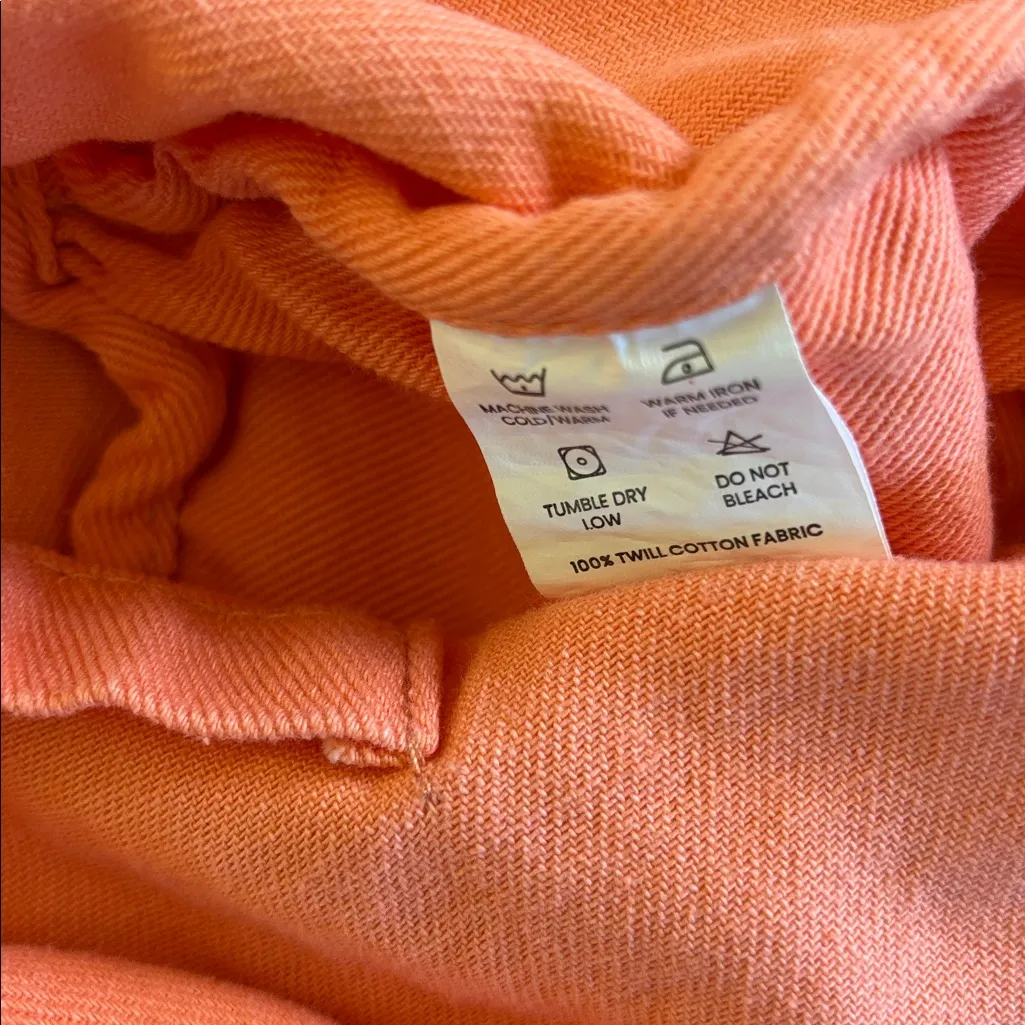 MACHINE WASH
COLD/WARM
WARM IRON
IF NEEDED
TUMBLE DRY
LOW
DO NOT
BLEACH
100% TWILL COTTON FABRIC